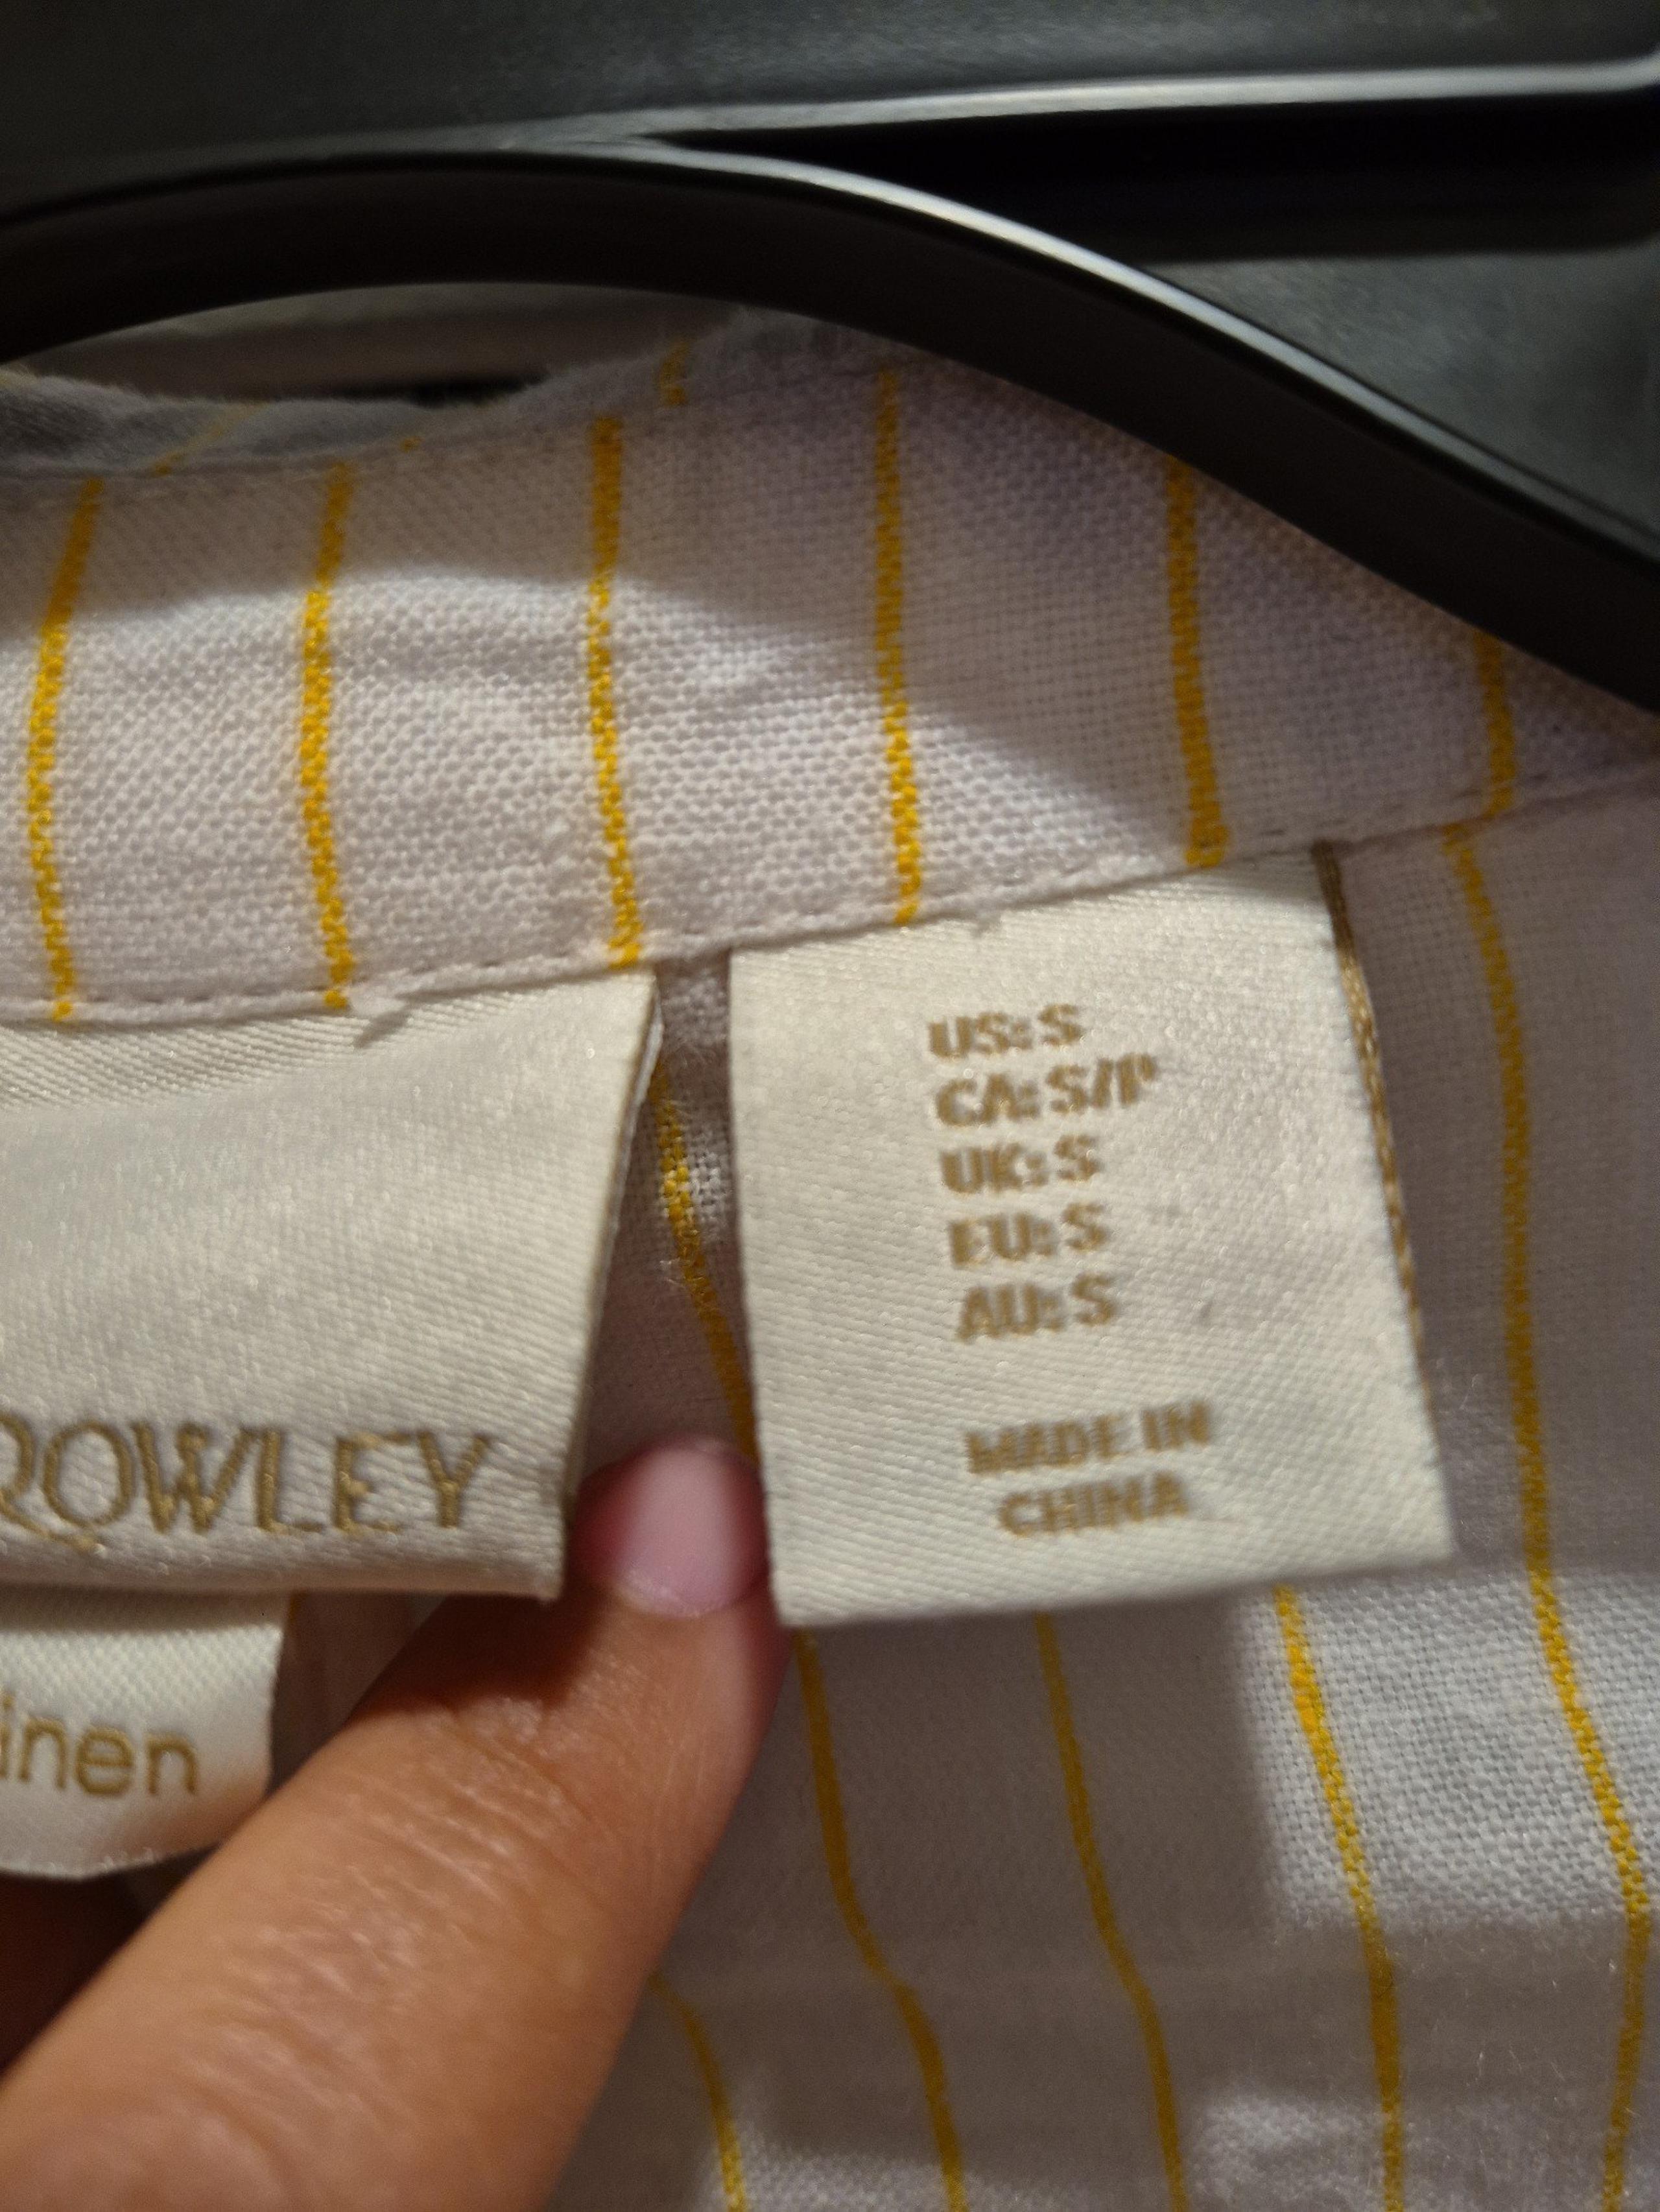 US: S
CA: S/P
UK: S
EU: S
AU: S
MADE IN
CHINA
ROWLEY
inen